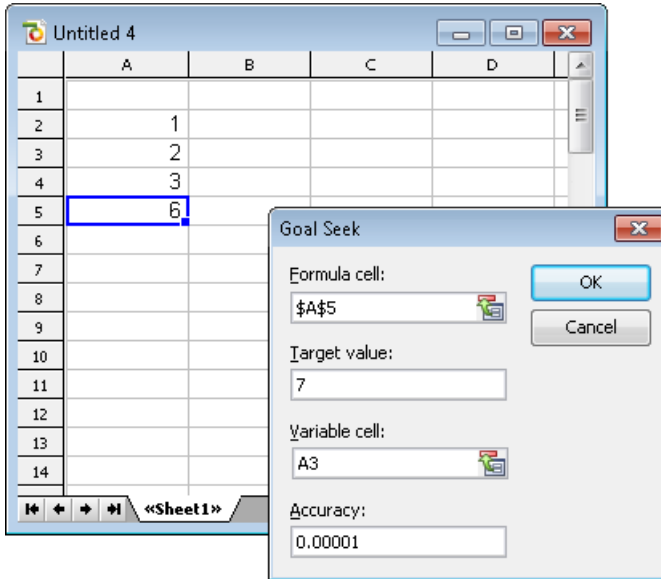 Untitled 4
A B C D
1
2 1
3 2
4 3
5 6
6
7
8
9
10
11
12
13
14
«Sheet1»
Goal Seek
Formula cell:
$A$5
OK
Cancel
Target value:
7
Variable cell:
A3
Accuracy:
0.00001